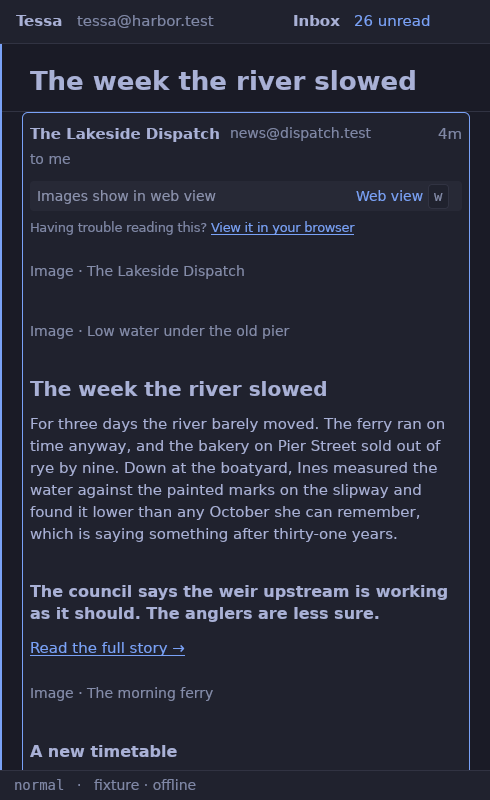 Tessa tessa@harbor.test Inbox 26 unread
The week the river slowed
The Lakeside Dispatch news@dispatch.test 4m
to me
Images show in web view Web view w
Having trouble reading this? View it in your browser
Image · The Lakeside Dispatch
Image · Low water under the old pier
The week the river slowed
For three days the river barely moved. The ferry ran on
time anyway, and the bakery on Pier Street sold out of
rye by nine. Down at the boatyard, Ines measured the
water against the painted marks on the slipway and
found it lower than any October she can remember,
which is saying something after thirty-one years.
The council says the weir upstream is working
as it should. The anglers are less sure.
Read the full story →
Image · The morning ferry
A new timetable
normal · fixture · offline